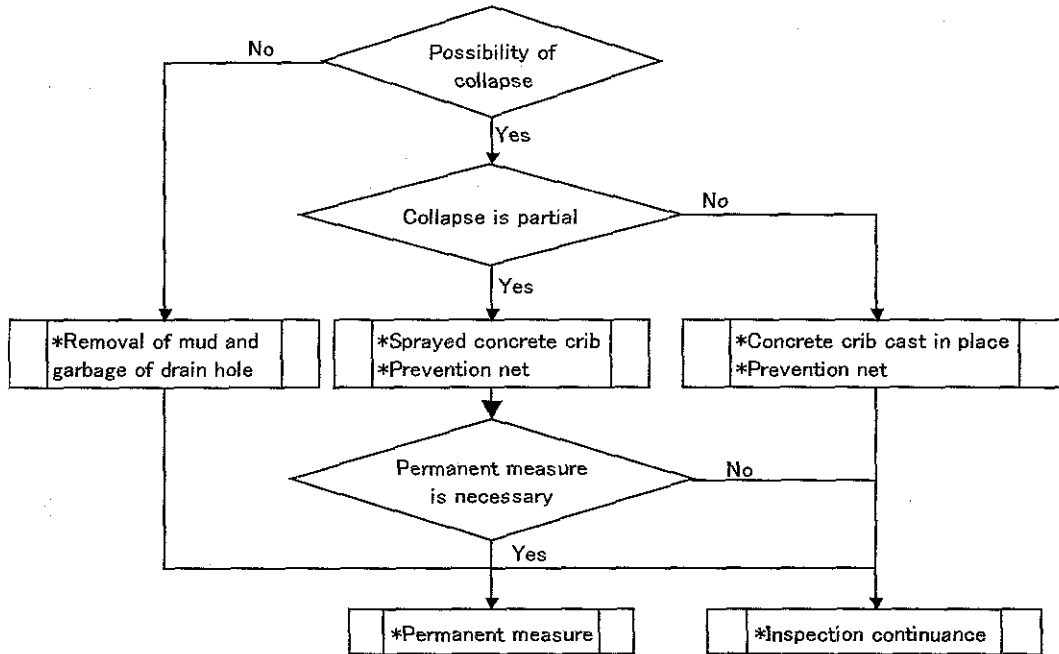 No
Possibility of
collapse
Yes
Collapse is partial
No
Yes
*Removal of mud and
garbage of drain hole
*Sprayed concrete crib
*Prevention net
*Concrete crib cast in place
*Prevention net
Permanent measure
is necessary
No
Yes
*Permanent measure
*Inspection continuance